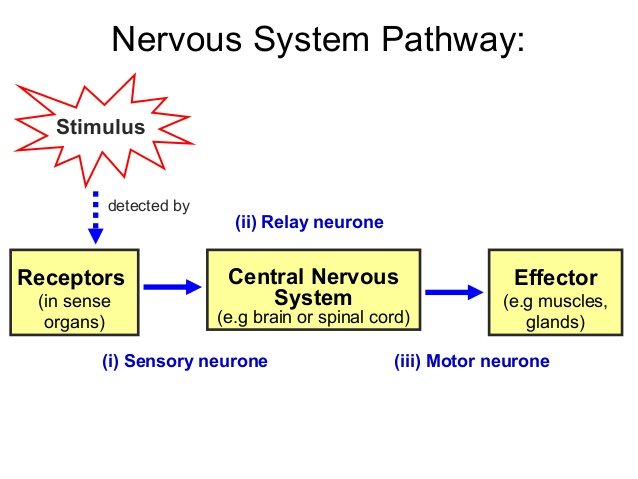 Nervous System Pathway:
Stimulus
detected by
(ii) Relay neurone
Receptors
(in sense
organs)
Central Nervous
System
(e.g brain or spinal cord)
Effector
(e.g muscles,
glands)
(i) Sensory neurone
(iii) Motor neurone